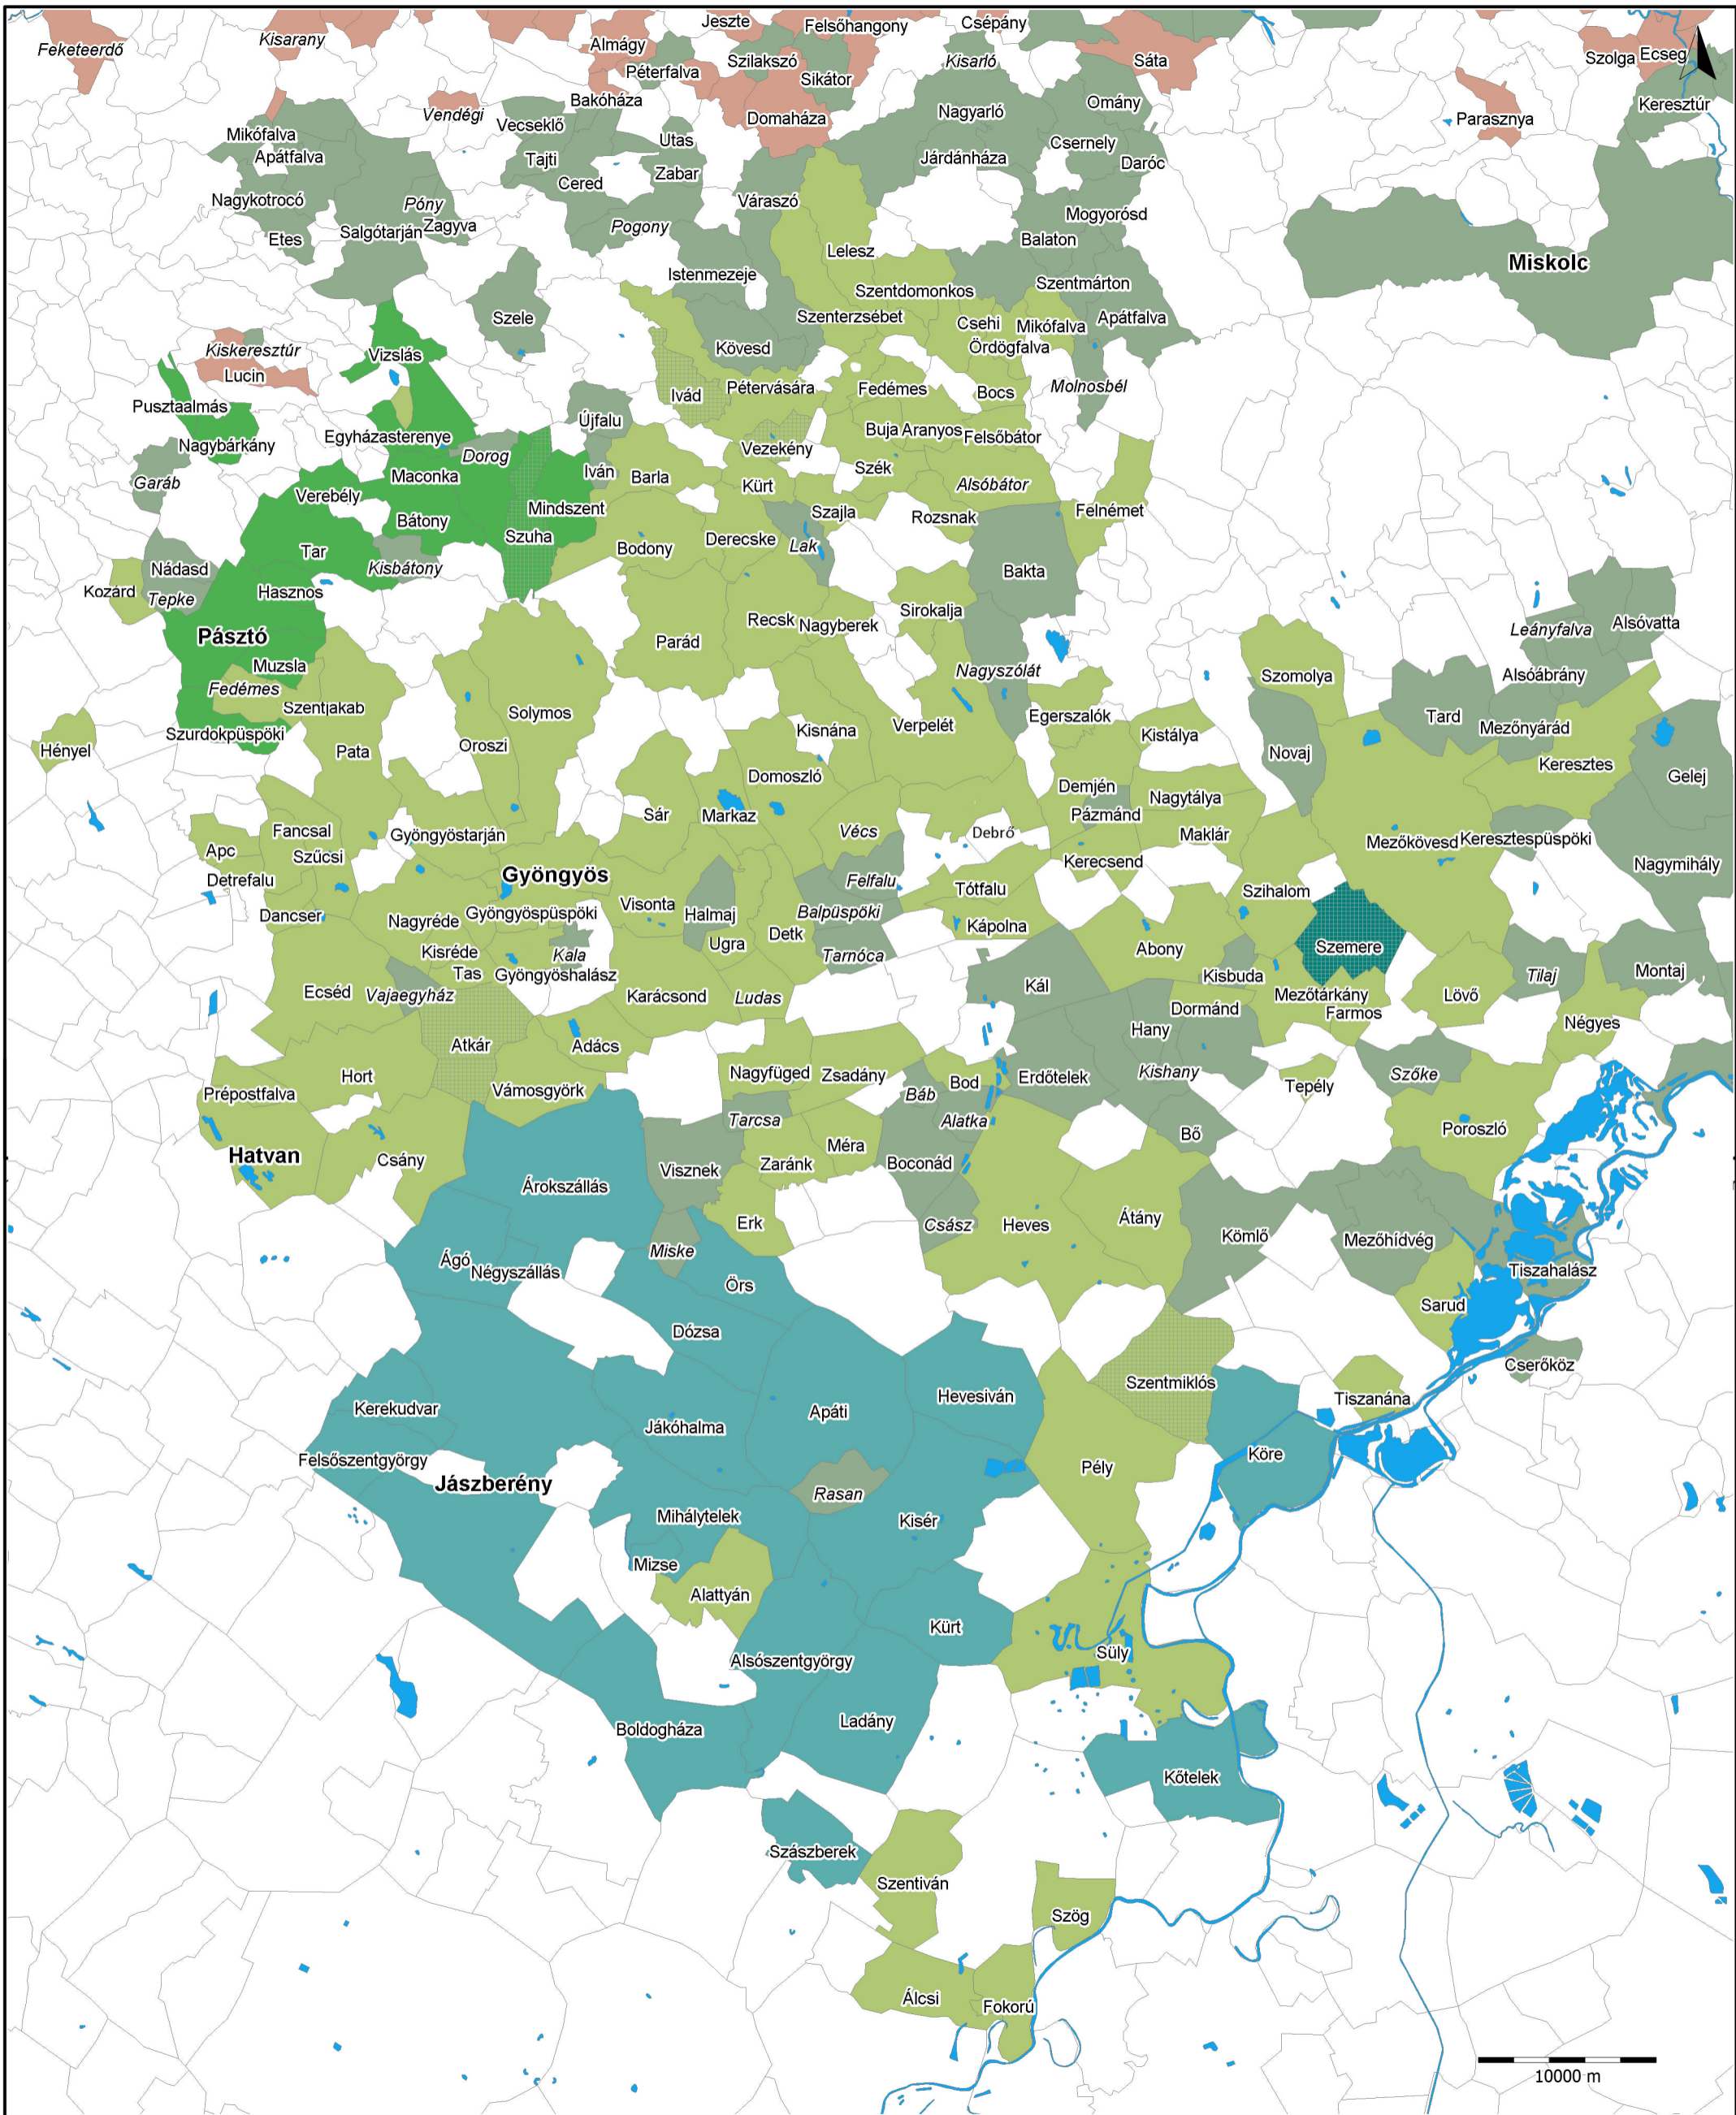 Jeszte
Felsőhangony
Csépány
Feketeerdő
Kisarany
Almágy
Szilakszó
Kisarló
Sáta
Szolga
Ecseg
Péterfalva
Sikátor
Bakóháza
Omány
Keresztúr
Vendégi
Vecseklő
Domaháza
Nagyarló
Parasznya
Mikófalva
Utas
Csernely
Apátfalva
Tajti
Járdánháza
Daróc
Cered
Zabar
Nagykotrocó
Póny
Váraszó
Mogyorósd
Salgótarján
Zagyva
Pogony
Etes
Balaton
Lelesz
Miskolc
Istenmezeje
Szentmárton
Szentdomonkos
Szele
Szenterzsébet
Csehi
Mikófalva
Apátfalva
Kiskeresztúr
Vizslás
Kövesd
Ördögfalva
Lucin
Pétervására
Fedémes
Bocs
Molnosbél
Ivád
Pusztaalmás
Újfalu
Nagybárkány
Egyházasterenye
Buja
Aranyos
Felsőbátor
Dorog
Vezekény
Garáb
Maconka
Iván
Barla
Szék
Alsóbátor
Verebély
Kürt
Mindszent
Szajla
Rozsnak
Felnémet
Bátony
Szuha
Derecske
Tar
Bodony
Lak
Nádasd
Kisbátony
Bakta
Kozárd
Tepke
Hasznos
Sirokalja
Pásztó
Recsk
Nagyberek
Leányfalva
Alsóvatta
Parád
Muzsla
Nagyszólát
Szomolya
Alsóábrány
Fedémes
Szentjakab
Solymos
Egerszalók
Tard
Szurdokpüspöki
Kisnána
Verpelét
Kistálya
Mezőnyárád
Hényel
Pata
Oroszi
Novaj
Keresztes
Domoszló
Demjén
Gelej
Nagytálya
Sár
Markaz
Pázmánd
Fancsal
Gyöngyöstarján
Vécs
Debrő
Maklár
Mezőkövesd
Keresztespüspöki
Apc
Szűcsi
Kerecsend
Nagymihály
Detrefalu
Gyöngyös
Felfalu
Tótfalu
Szihalom
Dancser
Nagyréde
Gyöngyöspüspöki
Visonta
Halmaj
Balpüspöki
Kápolna
Detk
Ugra
Abony
Szemere
Kisréde
Kala
Tarnóca
Tas
Gyöngyöshalász
Kisbuda
Tilaj
Montaj
Ecséd
Vajaegyház
Karácsond
Ludas
Kál
Mezőtárkány
Lövő
Dormánd
Farmos
Négyes
Hany
Atkár
Adács
Hort
Nagyfüged
Zsadány
Bod
Erdőtelek
Kishany
Szőke
Prépostfalva
Vámosgyörk
Báb
Tepély
Tarcsa
Alatka
Poroszló
Hatvan
Csány
Méra
Bő
Visznek
Zaránk
Boconád
Árokszállás
Erk
Csász
Heves
Átány
Kömlő
Mezőhídvég
Miske
Ágó
Négyszállás
Tiszahalász
Örs
Sarud
Dózsa
Cserőköz
Szentmiklós
Hevesiván
Tiszanána
Kerekudvar
Apáti
Jákóhalma
Köre
Felsőszentgyörgy
Pély
Jászberény
Rasan
Mihálytelek
Kisér
Mizse
Alattyán
Kürt
Süly
Alsószentgyörgy
Ladány
Boldogháza
Kőtelek
Szászberek
Szentiván
Szög
Álcsi
Fokorú
10000 m